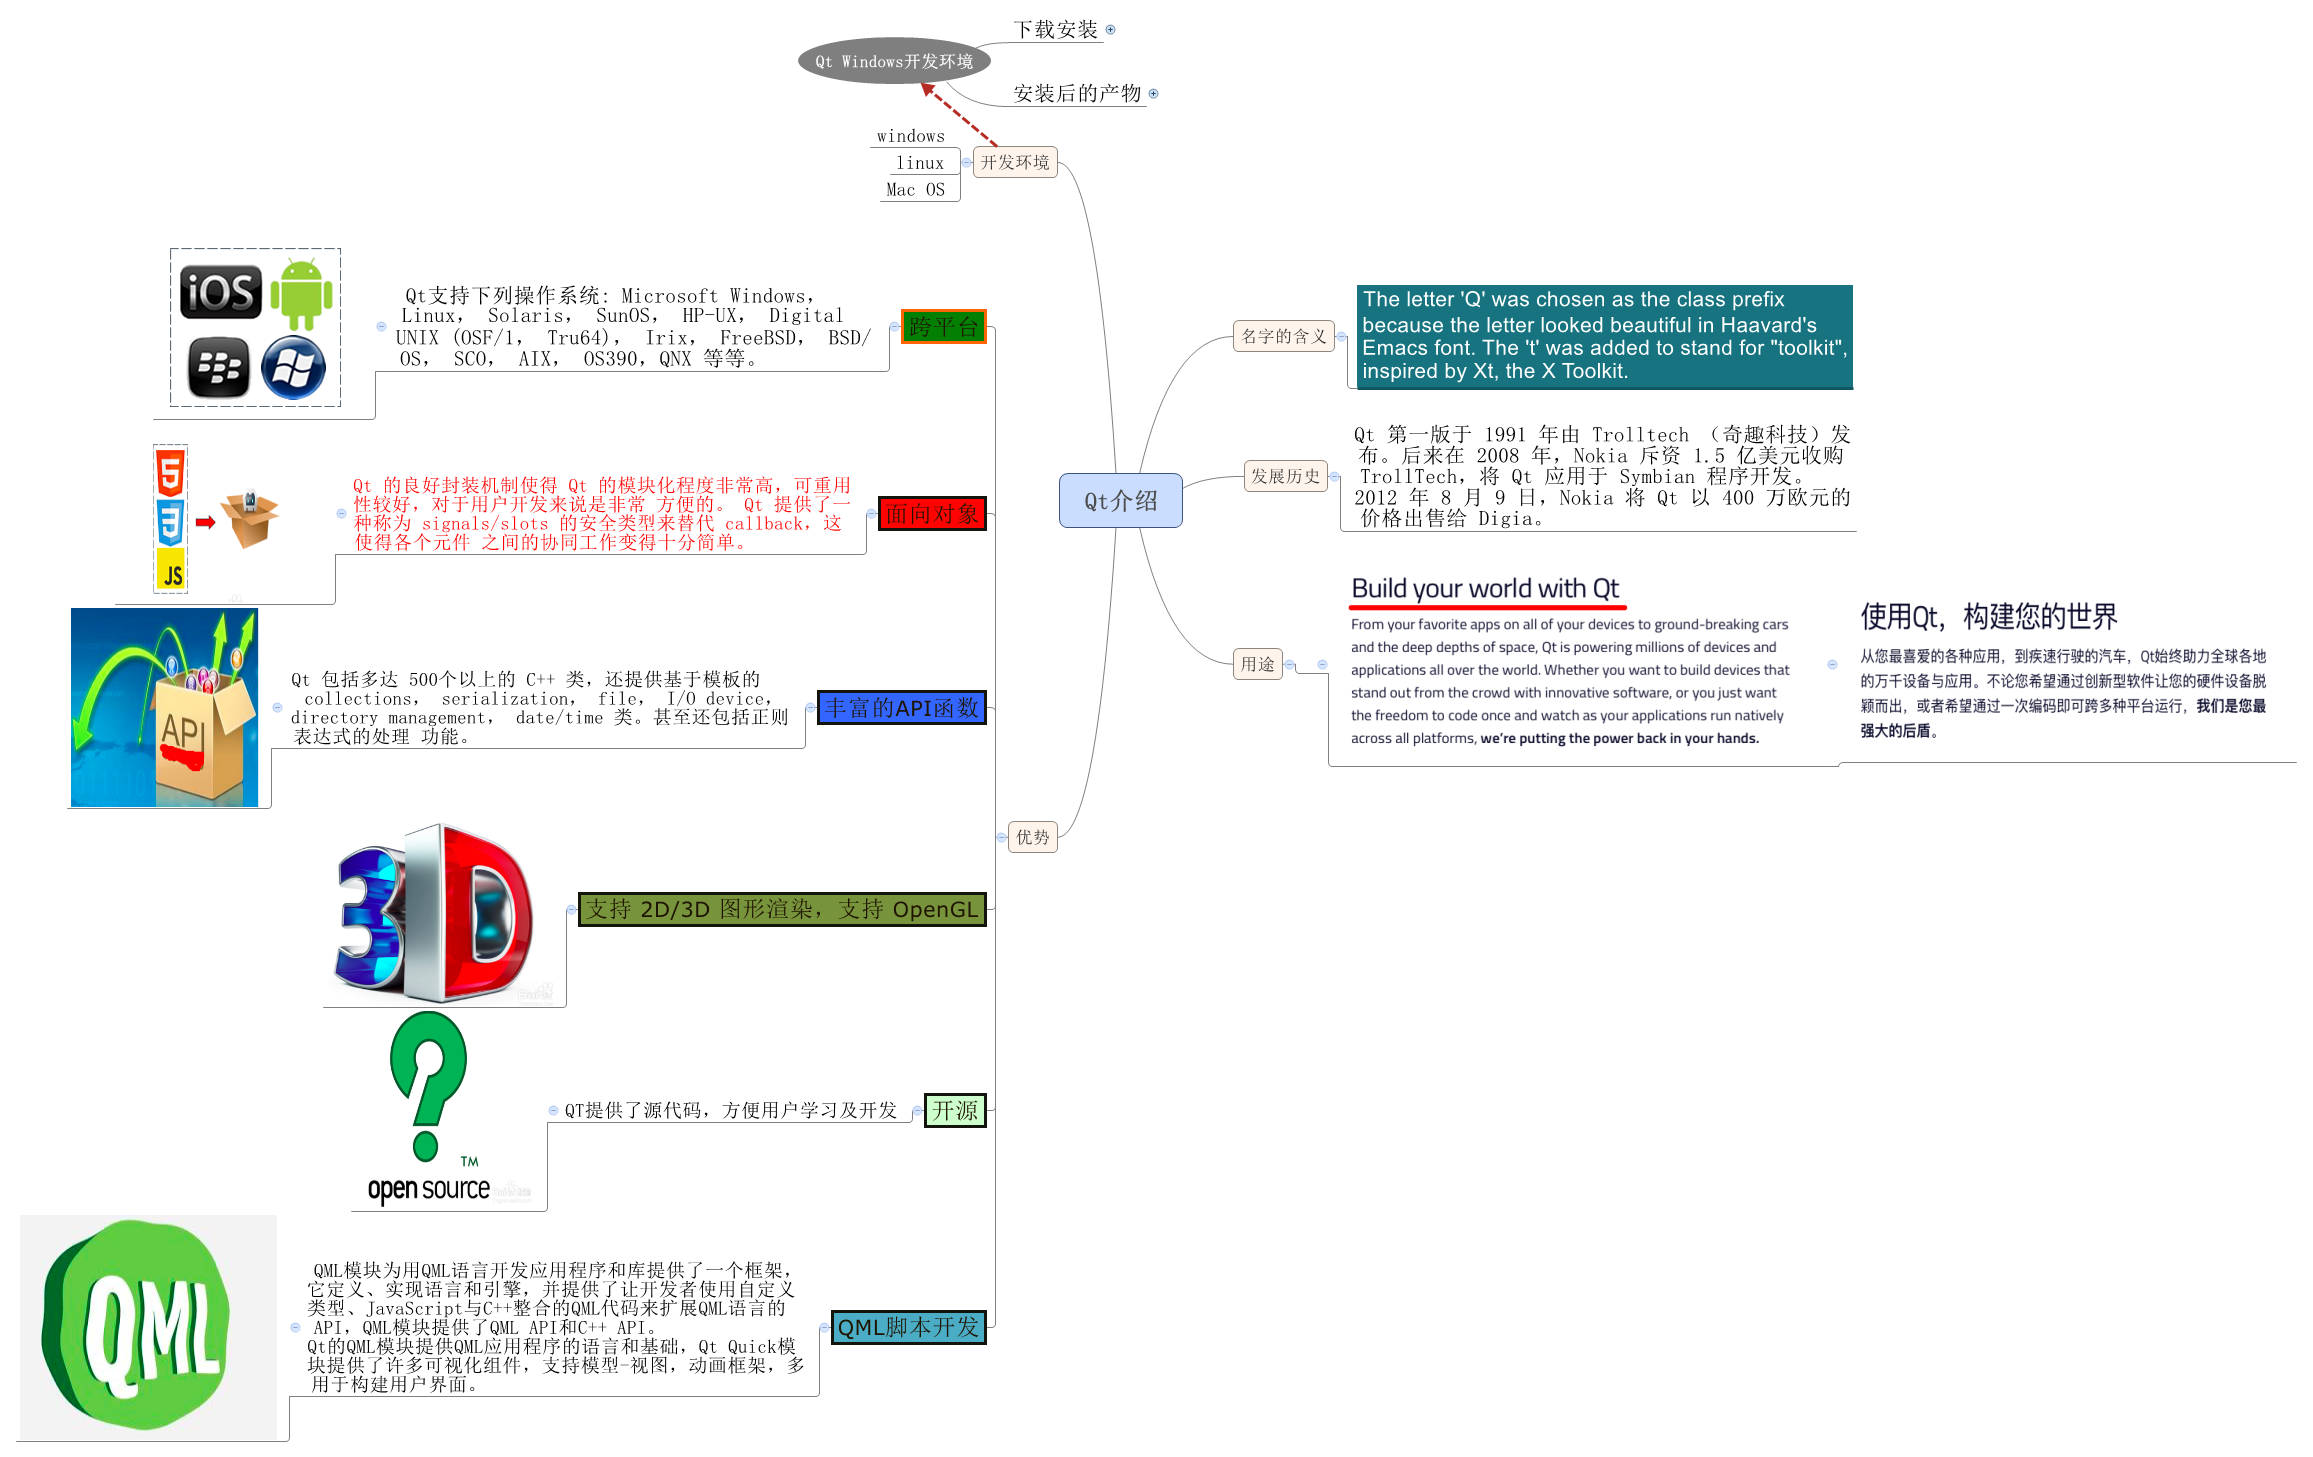 下载安装
Qt Windows开发环境
安装后的产物
windows
linux
Mac OS
开发环境
Qt介绍
名字的含义
The letter 'Q' was chosen as the class prefix
because the letter looked beautiful in Haavard's
Emacs font. The 't' was added to stand for "toolkit",
inspired by Xt, the X Toolkit.
发展历史
Qt 第一版于 1991 年由 Trolltech （奇趣科技）发
布。后来在 2008 年，Nokia 斥资 1.5 亿美元收购
TrollTech，将 Qt 应用于 Symbian 程序开发。
2012 年 8 月 9 日，Nokia 将 Qt 以 400 万欧元的
价格出售给 Digia。
用途
Build your world with Qt
From your favorite apps on all of your devices to ground-breaking cars
and the deep depths of space, Qt is powering millions of devices and
applications all over the world. Whether you want to build devices that
stand out from the crowd with innovative software, or you just want
the freedom to code once and watch as your applications run natively
across all platforms, we're putting the power back in your hands.
使用Qt，构建您的世界
从您最喜爱的各种应用，到疾速行驶的汽车，Qt始终助力全球各地
的万千设备与应用。不论您希望通过创新型软件让您的硬件设备脱
颖而出，或者希望通过一次编码即可跨多种平台运行，我们是您最
强大的后盾。
优势
跨平台
Qt支持下列操作系统: Microsoft Windows，
Linux， Solaris， SunOS， HP-UX， Digital
UNIX (OSF/1， Tru64)， Irix， FreeBSD， BSD/
OS， SCO， AIX， OS390，QNX 等等。
iOS
面向对象
Qt 的良好封装机制使得 Qt 的模块化程度非常高，可重用
性较好，对于用户开发来说是非常 方便的。 Qt 提供了一
种称为 signals/slots 的安全类型来替代 callback，这
使得各个元件 之间的协同工作变得十分简单。
5
3
JS
丰富的API函数
Qt 包括多达 500个以上的 C++ 类，还提供基于模板的
collections， serialization， file， I/O device，
directory management， date/time 类。甚至还包括正则
表达式的处理 功能。
API
支持 2D/3D 图形渲染，支持 OpenGL
3D
开源
QT提供了源代码，方便用户学习及开发
TM
open source
QML脚本开发
QML模块为用QML语言开发应用程序和库提供了一个框架，
它定义、实现语言和引擎，并提供了让开发者使用自定义
类型、JavaScript与C++整合的QML代码来扩展QML语言的
API，QML模块提供了QML API和C++ API。
Qt的QML模块提供QML应用程序的语言和基础，Qt Quick模
块提供了许多可视化组件，支持模型-视图，动画框架，多
用于构建用户界面。
QML